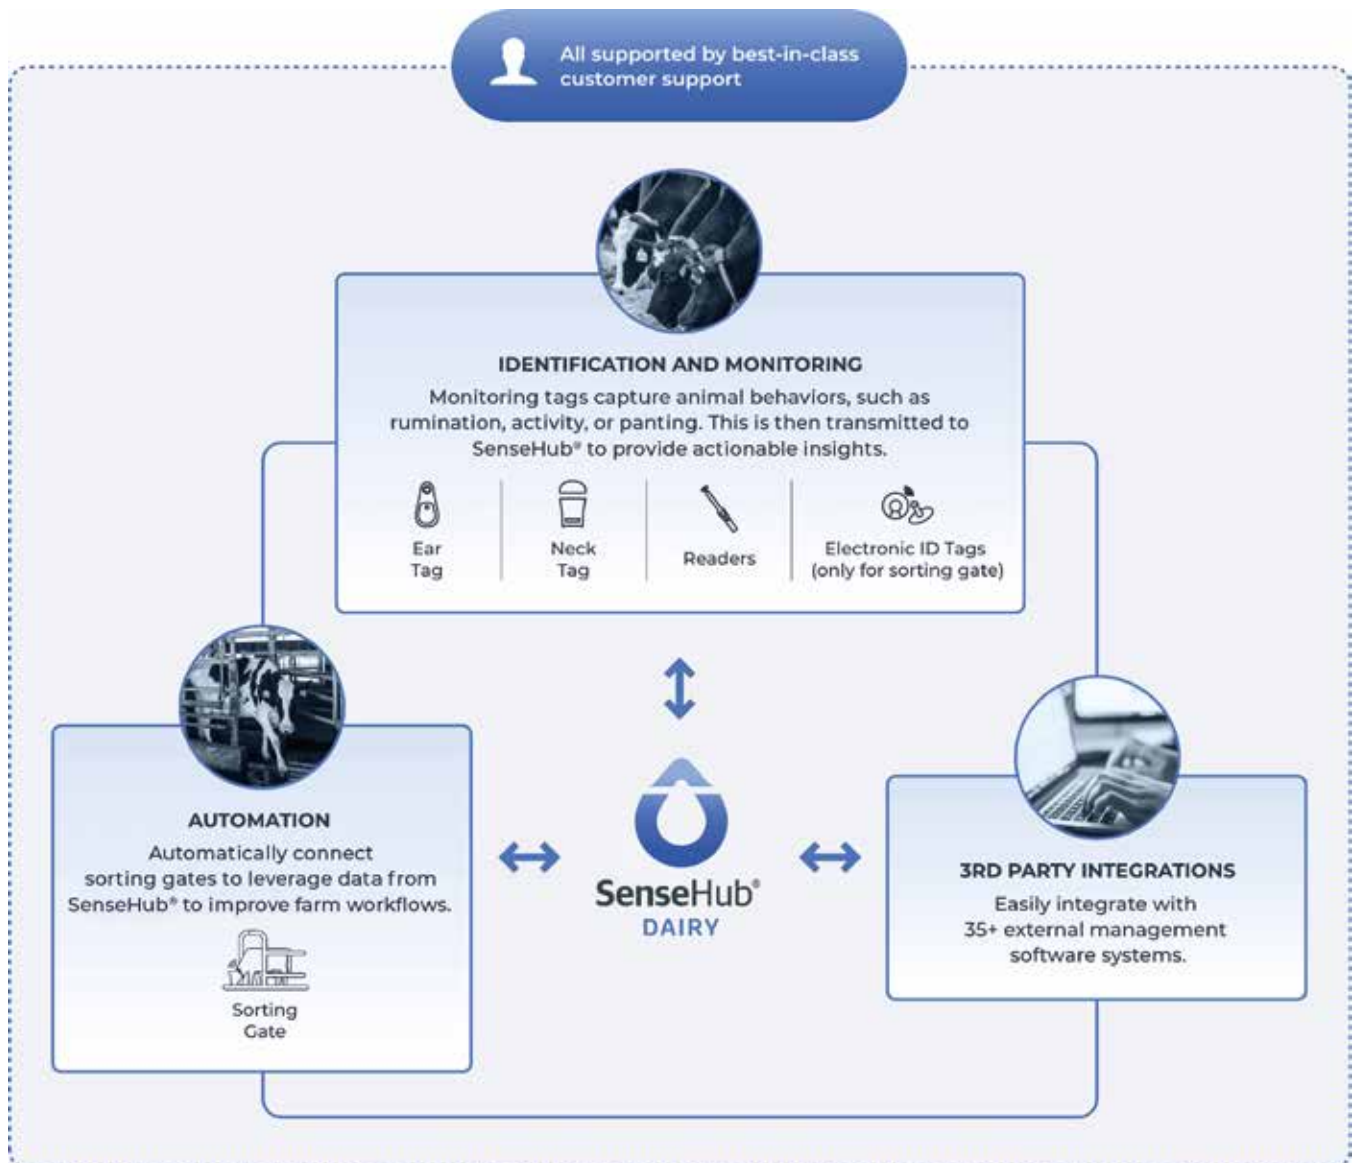 All supported by best-in-class
customer support
IDENTIFICATION AND MONITORING
Monitoring tags capture animal behaviors, such as
rumination, activity, or panting. This is then transmitted to
SenseHub® to provide actionable insights.
Ear
Tag
Neck
Tag
Readers
Electronic ID Tags
(only for sorting gate)
AUTOMATION
Automatically connect
sorting gates to leverage data from
SenseHub® to improve farm workflows.
Sorting
Gate
SenseHub®
DAIRY
3RD PARTY INTEGRATIONS
Easily integrate with
35+ external management
software systems.